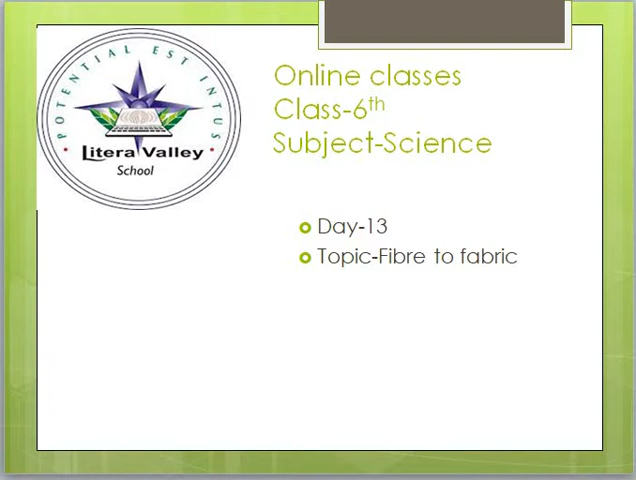 POTENTIAL EST INTUS
Litera Valley
School
Online classes
Class-6th
Subject-Science
Day-13
Topic-Fibre to fabric